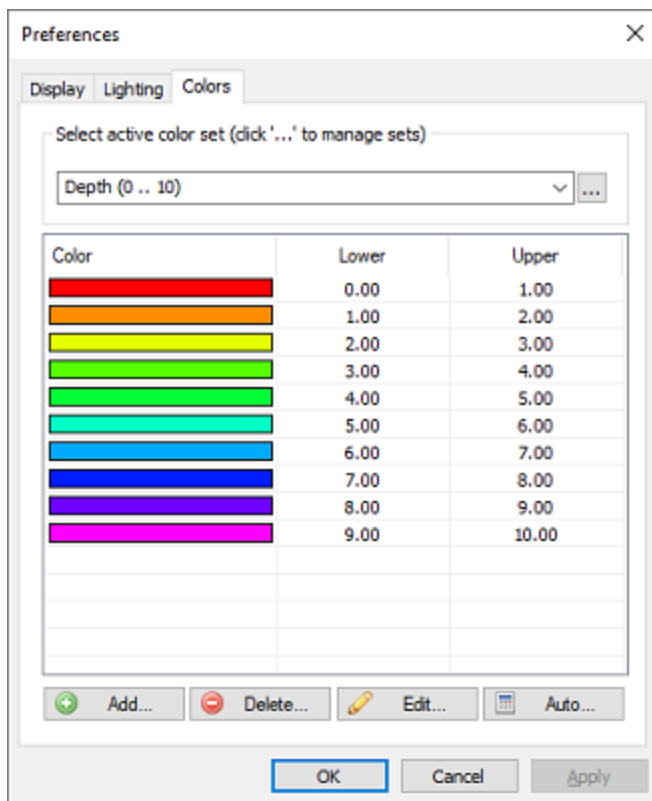 Preferences
Display Lighting Colors
Select active color set (click '...' to manage sets)
Depth (0 .. 10) ...
Color Lower Upper
0.00 1.00
1.00 2.00
2.00 3.00
3.00 4.00
4.00 5.00
5.00 6.00
6.00 7.00
7.00 8.00
8.00 9.00
9.00 10.00
Add... Delete... Edit... Auto...
OK Cancel Apply